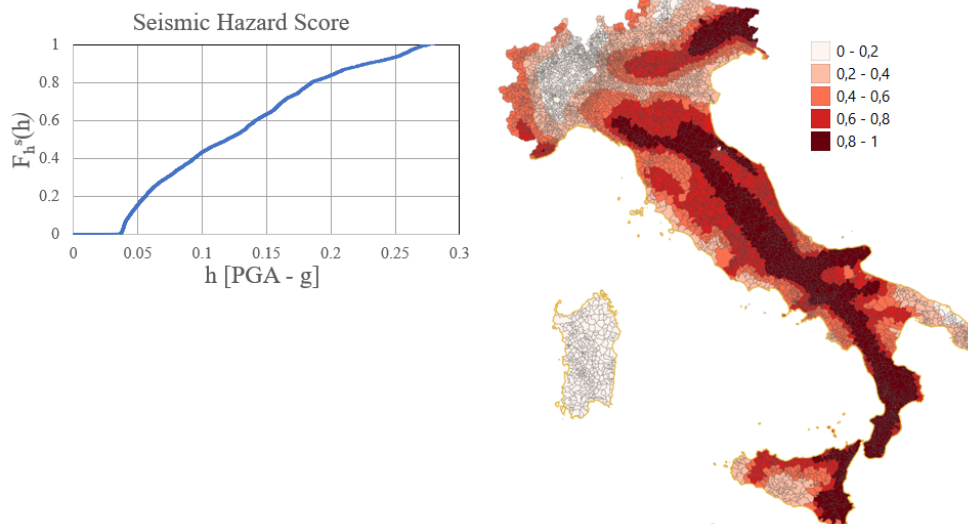 Seismic Hazard Score
1
0.8
0.6
0.4
0.2
0
F_h^s(h)
0 0.05 0.1 0.15 0.2 0.25 0.3
h [PGA - g]
0 - 0,2
0,2 - 0,4
0,4 - 0,6
0,6 - 0,8
0,8 - 1